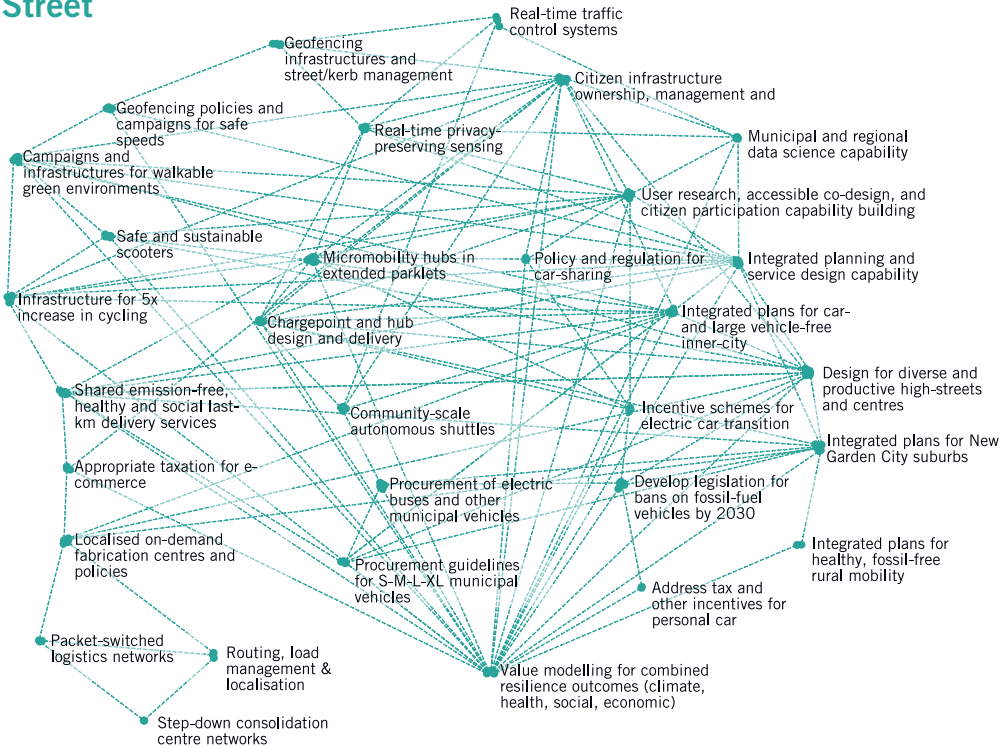 Street
Real-time traffic
control systems
Geofencing
infrastructures and
street/kerb management
Citizen infrastructure
ownership, management and
Geofencing policies and
campaigns for safe
speeds
Real-time privacy-
preserving sensing
Municipal and regional
data science capability
Campaigns and
infrastructures for walkable
green environments
User research, accessible co-design, and
citizen participation capability building
Safe and sustainable
scooters
Micromobility hubs in
extended parklets
Policy and regulation for
car-sharing
Integrated planning and
service design capability
Infrastructure for 5x
increase in cycling
Chargepoint and hub
design and delivery
Integrated plans for car-
and large vehicle-free
inner-city
Shared emission-free,
healthy and social last-
km delivery services
Community-scale
autonomous shuttles
Incentive schemes for
electric car transition
Design for diverse and
productive high-streets
and centres
Integrated plans for New
Garden City suburbs
Appropriate taxation for e-
commerce
Procurement of electric
buses and other
municipal vehicles
Develop legislation for
bans on fossil-fuel
vehicles by 2030
Localised on-demand
fabrication centres and
policies
Procurement guidelines
for S-M-L-XL municipal
vehicles
Integrated plans for
healthy, fossil-free
rural mobility
Address tax and
other incentives for
personal car
Packet-switched
logistics networks
Routing, load
management &
localisation
Value modelling for combined
resilience outcomes (climate,
health, social, economic)
Step-down consolidation
centre networks